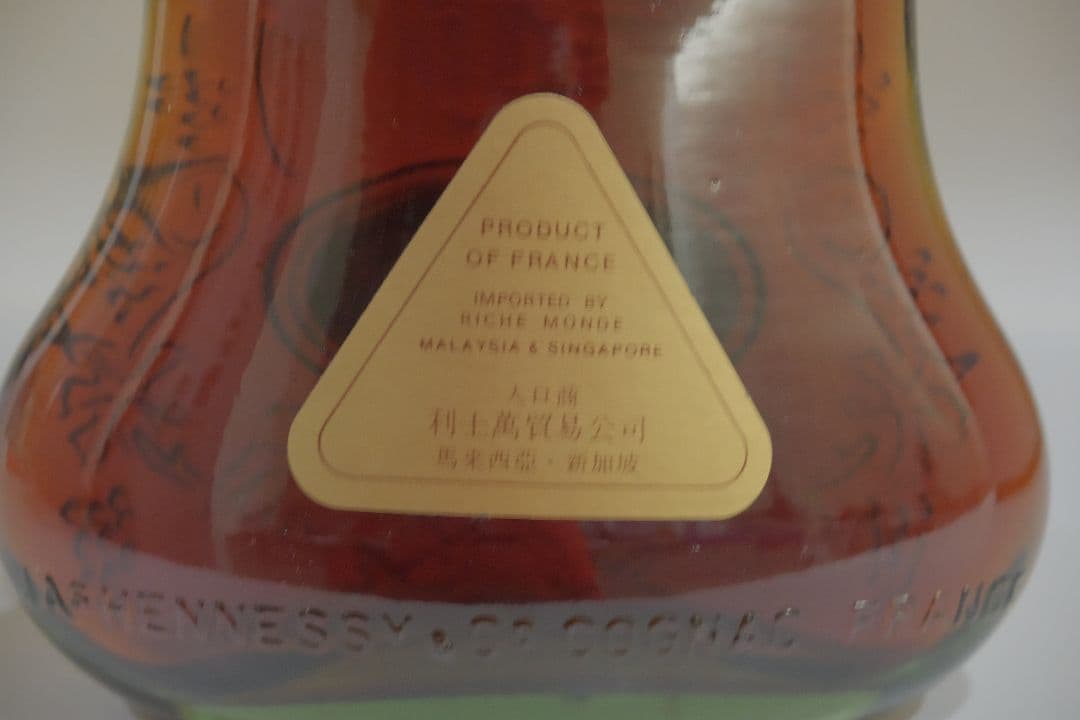 PRODUCT
OF FRANCE
IMPORTED BY
RICHE MONDE
MALAYSIA & SINGAPORE
入口商
利士萬貿易公司
馬來西亞·新加坡
JAS HENNESSY & Cº COGNAC FRANCE